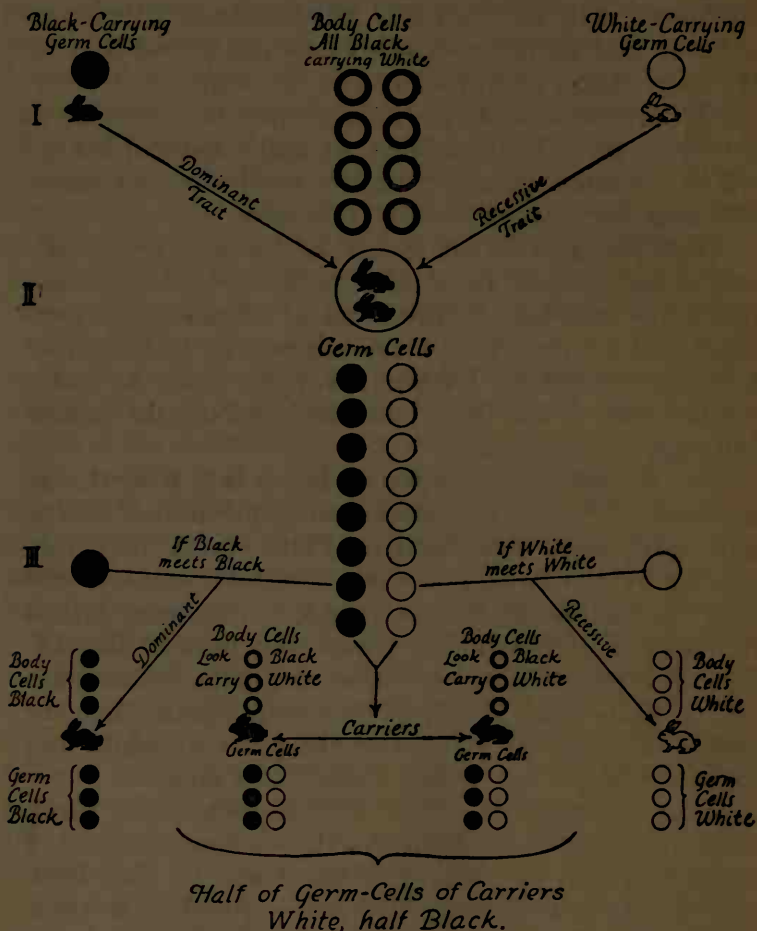 Black-Carrying
Germ Cells
Body Cells
All Black
carrying White
White-Carrying
Germ Cells
I
Dominant
Trait
Recessive
Trait
II
Germ Cells
III
If Black
meets Black
If White
meets White
Dominant
Recessive
Body
Cells
Black
Body Cells
Look Black
Carry White
Body Cells
Look Black
Carry White
Body
Cells
White
Carriers
Germ Cells
Germ Cells
Germ
Cells
Black
Germ
Cells
White
Half of Germ-Cells of Carriers
White, half Black.